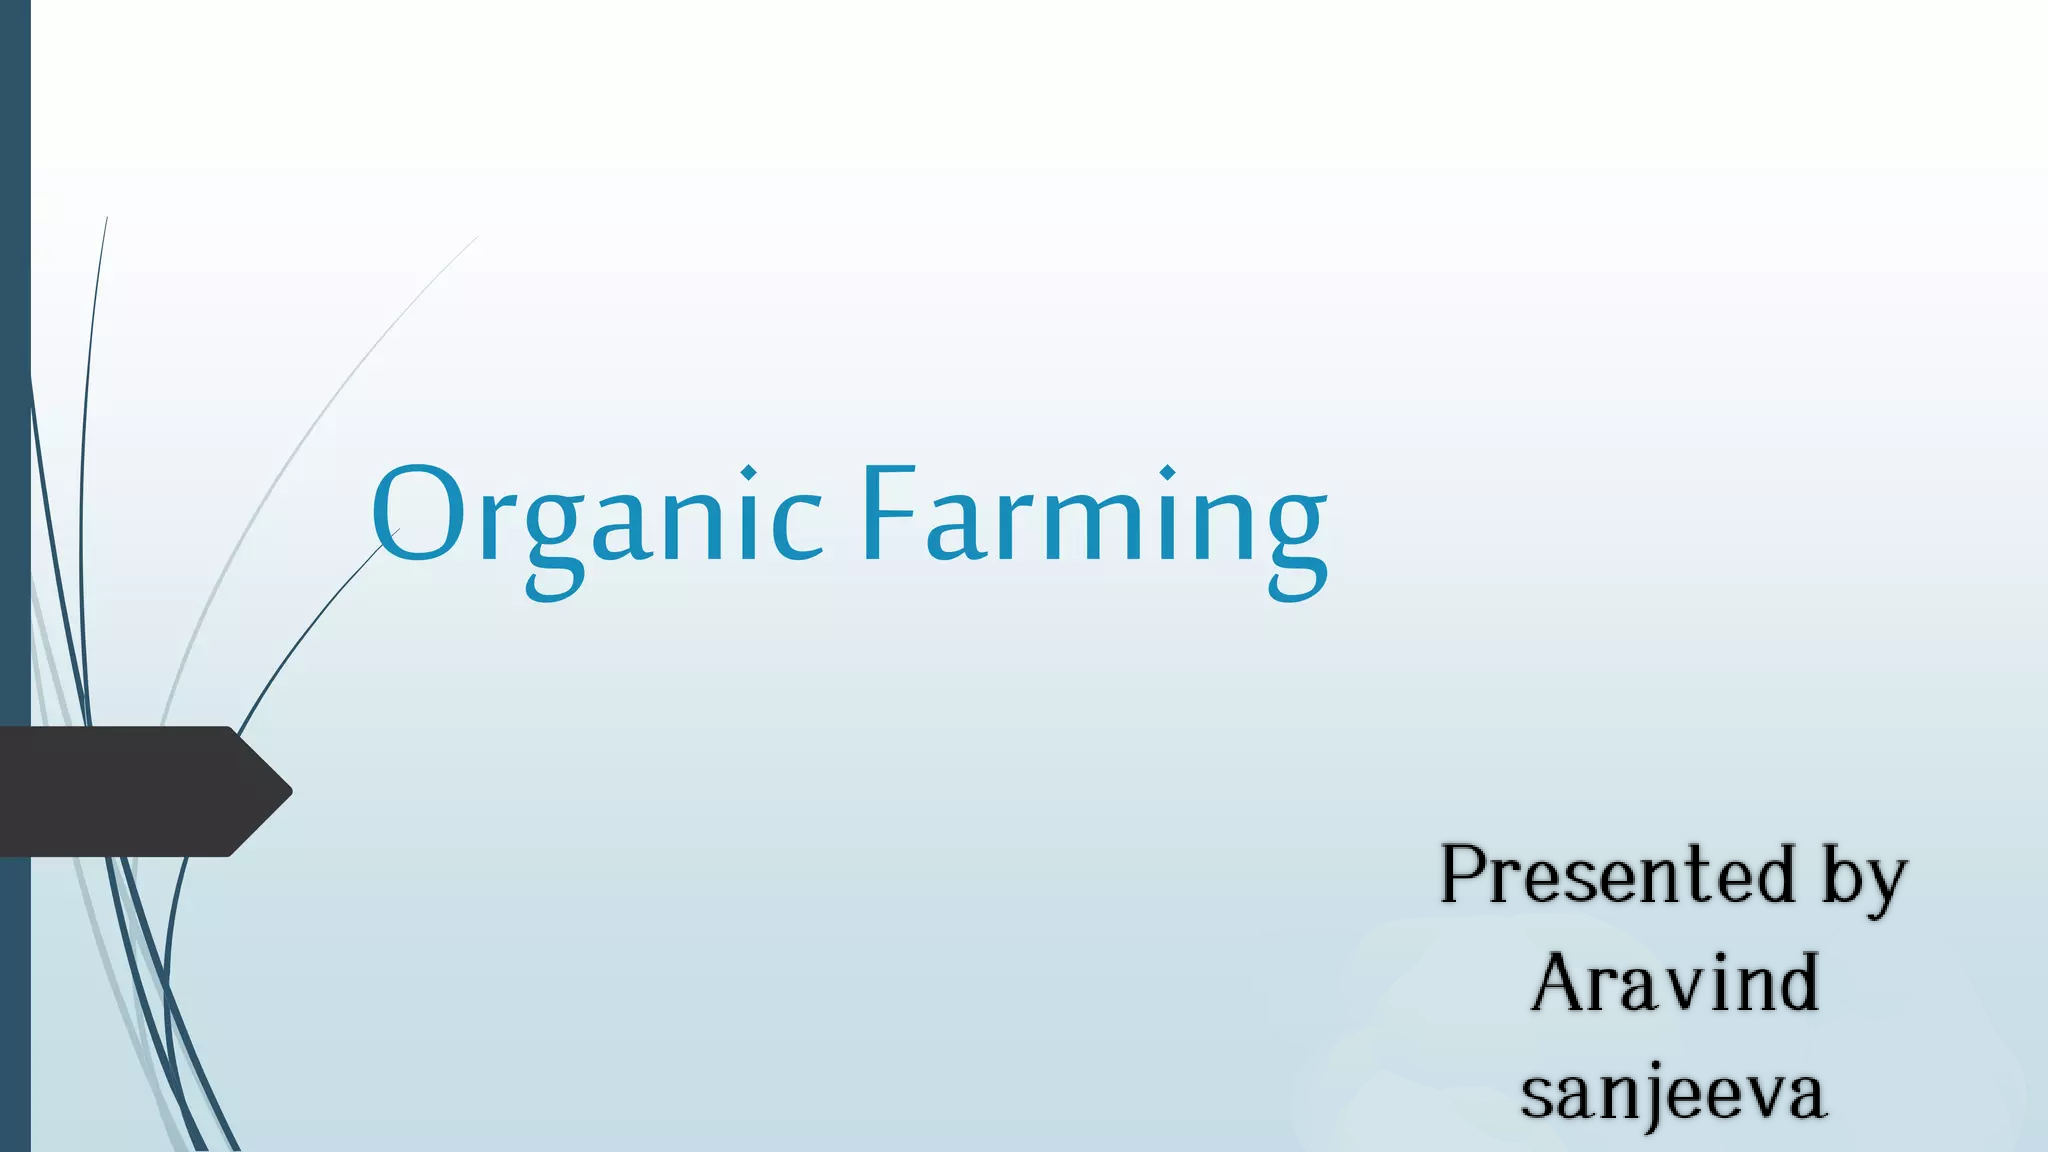 Organic Farming
Presented by
Aravind
sanjeeva